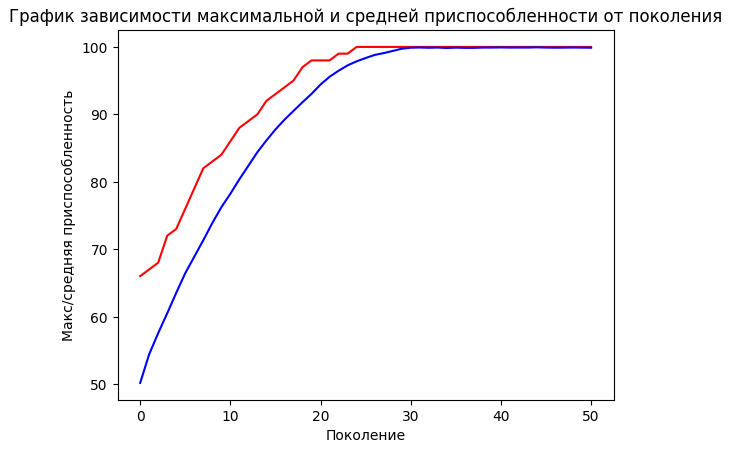 График зависимости максимальной и средней приспособленности от поколения
Макс/средняя приспособленность
100
90
80
70
60
50
0 10 20 30 40 50
Поколение